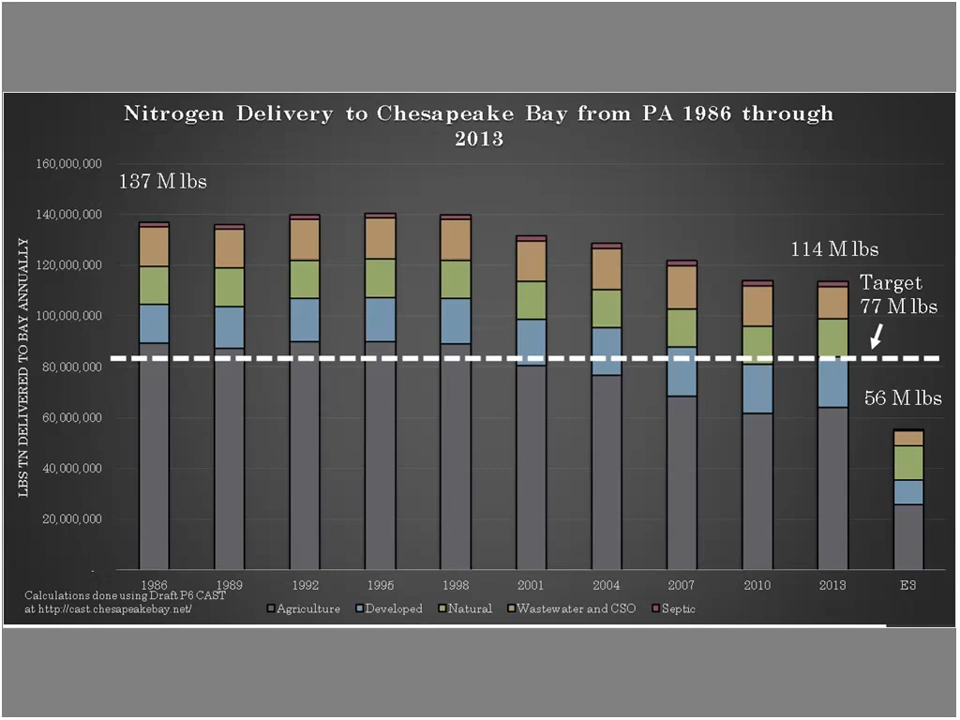 Nitrogen Delivery to Chesapeake Bay from PA 1986 through
2013
LBS TN DELIVERED TO BAY ANNUALLY
160,000,000
140,000,000
120,000,000
100,000,000
80,000,000
60,000,000
40,000,000
20,000,000
-
137 M lbs
114 M lbs
Target
77 M lbs
56 M lbs
1986 1989 1992 1995 1998 2001 2004 2007 2010 2013 E3
Calculations done using Draft P6 CAST
at http://cast.chesapeakebay.net/
Agriculture Developed Natural Wastewater and CSO Septic